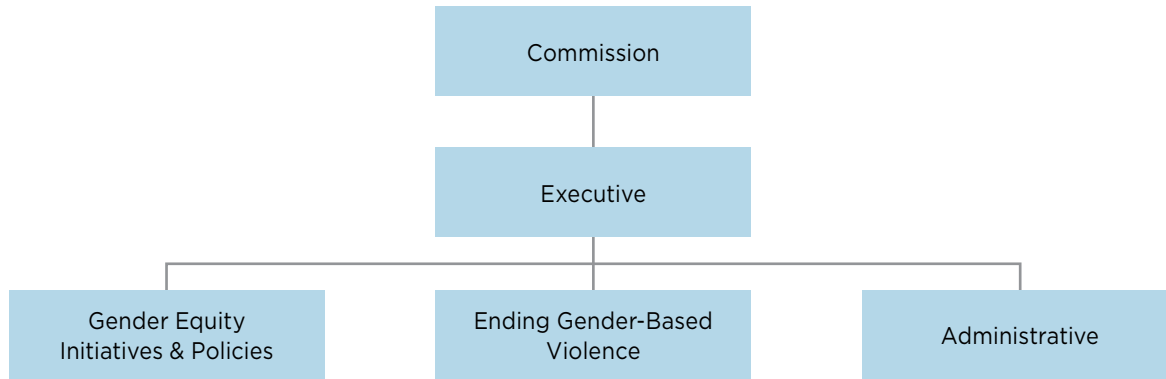 Commission
Executive
Gender Equity
Initiatives & Policies
Ending Gender-Based
Violence
Administrative